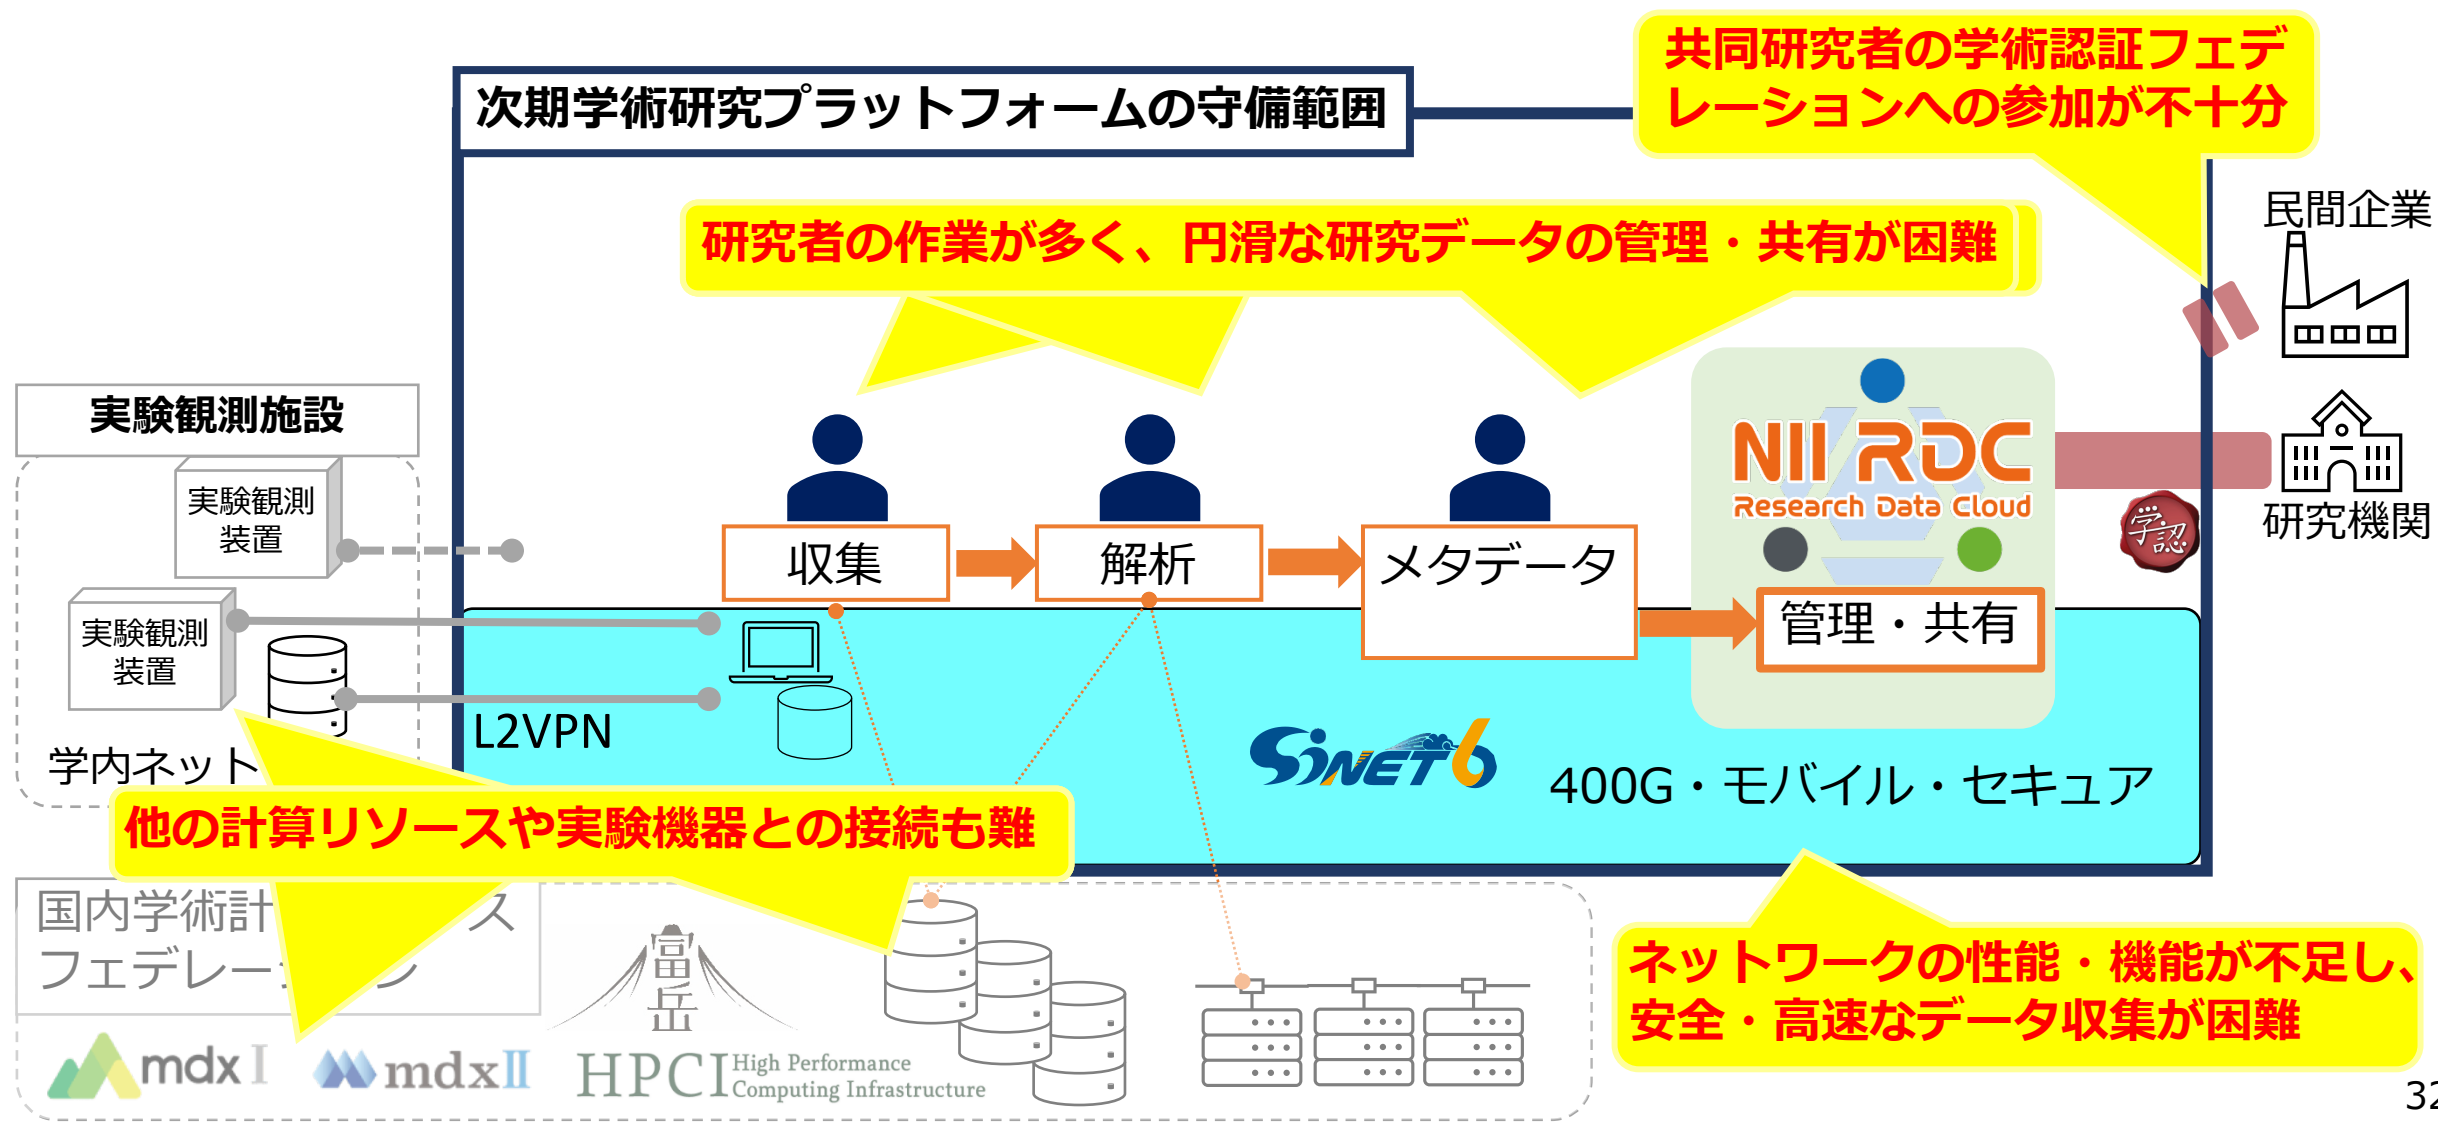 共同研究者の学術認証フェデ
レーションへの参加が不十分
次期学術研究プラットフォームの守備範囲
民間企業
研究者の作業が多く、円滑な研究データの管理・共有が困難
実験観測施設
実験観測
装置
NII RDC
Research Data Cloud
研究機関
学認
収集
解析
メタデータ
管理・共有
実験観測
装置
L2VPN
学内ネット
SINET6
400G・モバイル・セキュア
他の計算リソースや実験機器との接続も難
国内学術計 ス
フェデレー ン
富岳
ネットワークの性能・機能が不足し、
安全・高速なデータ収集が困難
mdx I
mdx II
HPCI High Performance
Computing Infrastructure
32